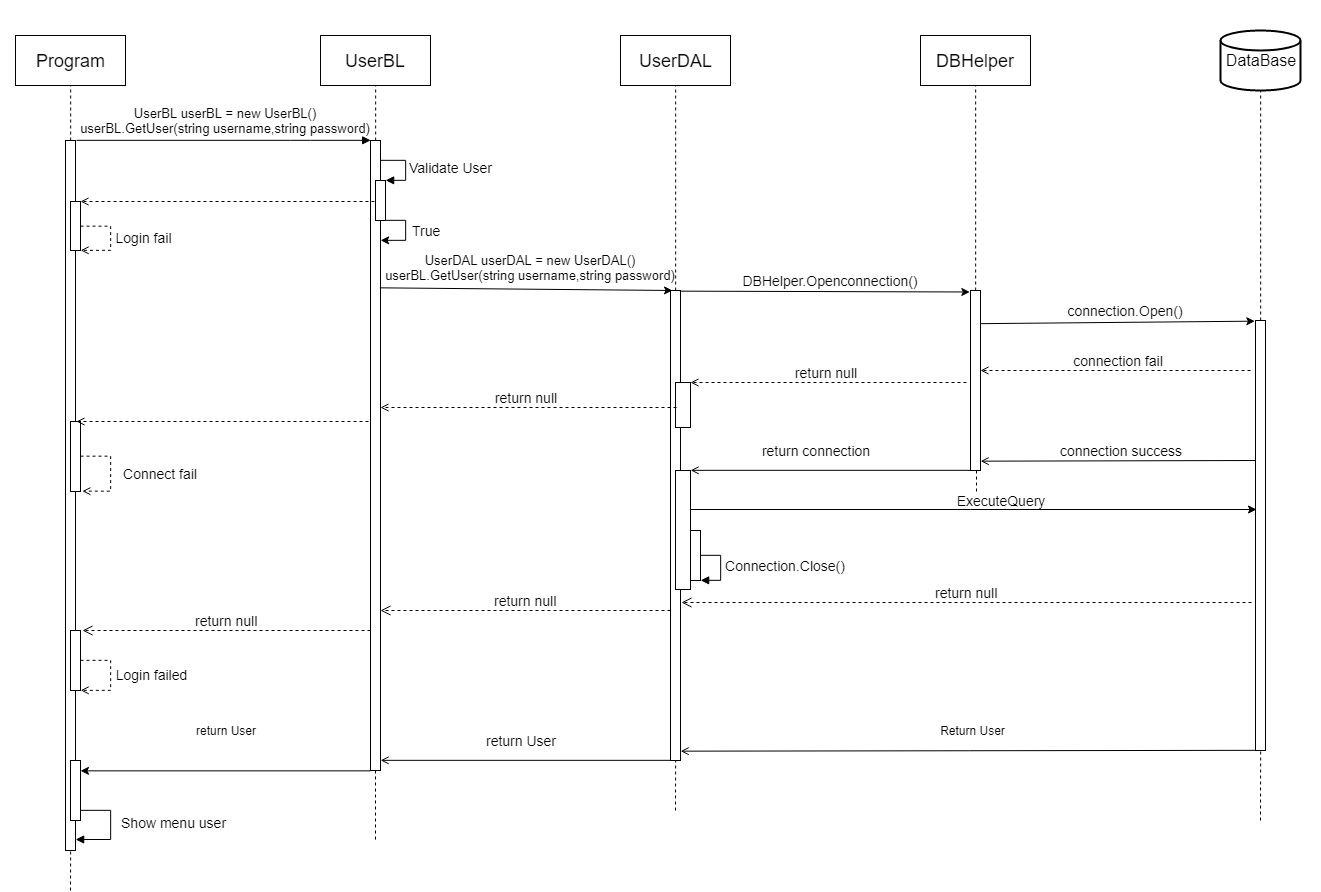 Program
UserBL
UserDAL
DBHelper
DataBase
UserBL userBL = new UserBL()
userBL.GetUser(string username,string password)
Validate User
True
Login fail
UserDAL userDAL = new UserDAL()
userBL.GetUser(string username,string password)
DBHelper.Openconnection()
connection.Open()
connection fail
return null
return null
Connect fail
return connection
connection success
ExecuteQuery
Connection.Close()
return null
return null
return null
Login failed
return User
return User
Return User
Show menu user